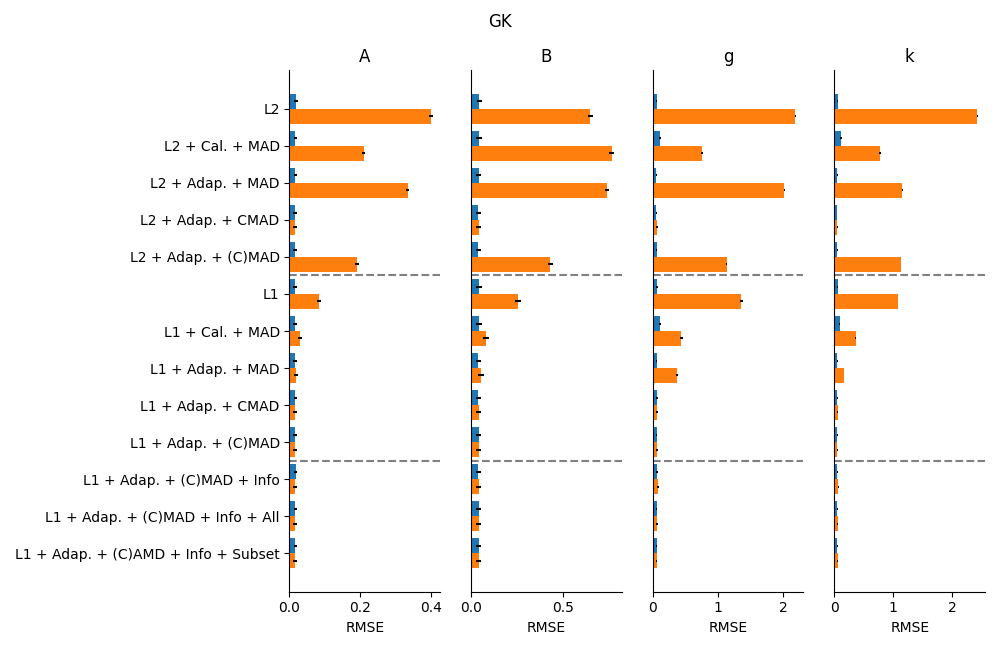 GK
A B g k
L2
L2 + Cal. + MAD
L2 + Adap. + MAD
L2 + Adap. + CMAD
L2 + Adap. + (C)MAD
L1
L1 + Cal. + MAD
L1 + Adap. + MAD
L1 + Adap. + CMAD
L1 + Adap. + (C)MAD
L1 + Adap. + (C)MAD + Info
L1 + Adap. + (C)MAD + Info + All
L1 + Adap. + (C)AMD + Info + Subset
0.0 0.2 0.4 0.0 0.5 0 1 2 0 1 2
RMSE RMSE RMSE RMSE